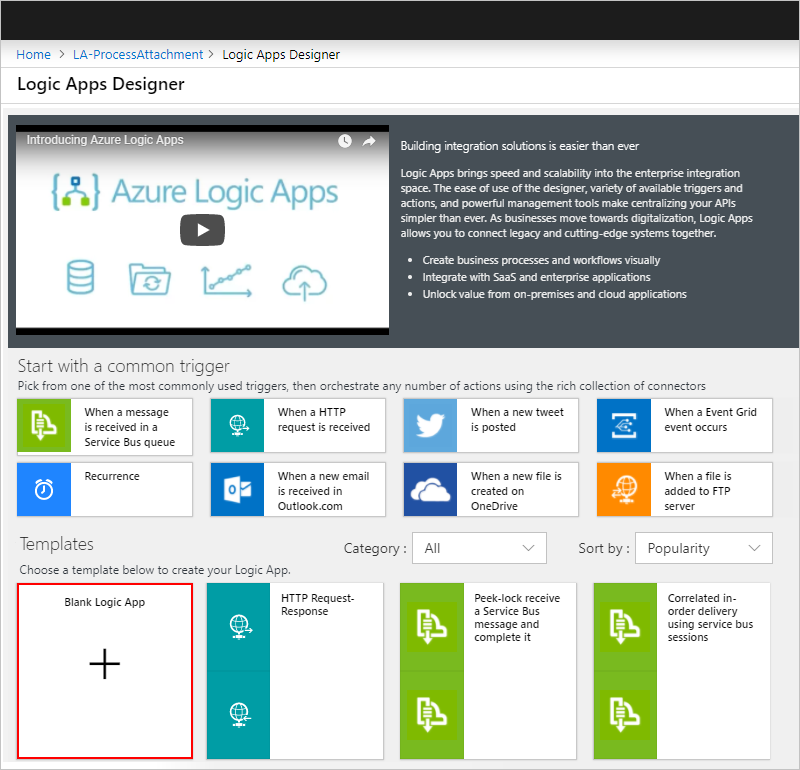 Home > LA-ProcessAttachment > Logic Apps Designer
Logic Apps Designer
Introducing Azure Logic Apps
Azure Logic Apps
Building integration solutions is easier than ever
Logic Apps brings speed and scalability into the enterprise integration
space. The ease of use of the designer, variety of available triggers and
actions, and powerful management tools make centralizing your APIs
simpler than ever. As businesses move towards digitalization, Logic Apps
allows you to connect legacy and cutting-edge systems together.
• Create business processes and workflows visually
• Integrate with SaaS and enterprise applications
• Unlock value from on-premises and cloud applications
Start with a common trigger
Pick from one of the most commonly used triggers, then orchestrate any number of actions using the rich collection of connectors
When a message
is received in a
Service Bus queue
When a HTTP
request is received
When a new tweet
is posted
When a Event Grid
event occurs
Recurrence
When a new email
is received in
Outlook.com
When a new file is
created on
OneDrive
When a file is
added to FTP
server
Templates
Category :
All
Sort by :
Popularity
Choose a template below to create your Logic App.
Blank Logic App
HTTP Request-
Response
Peek-lock receive
a Service Bus
message and
complete it
Correlated in-
order delivery
using service bus
sessions